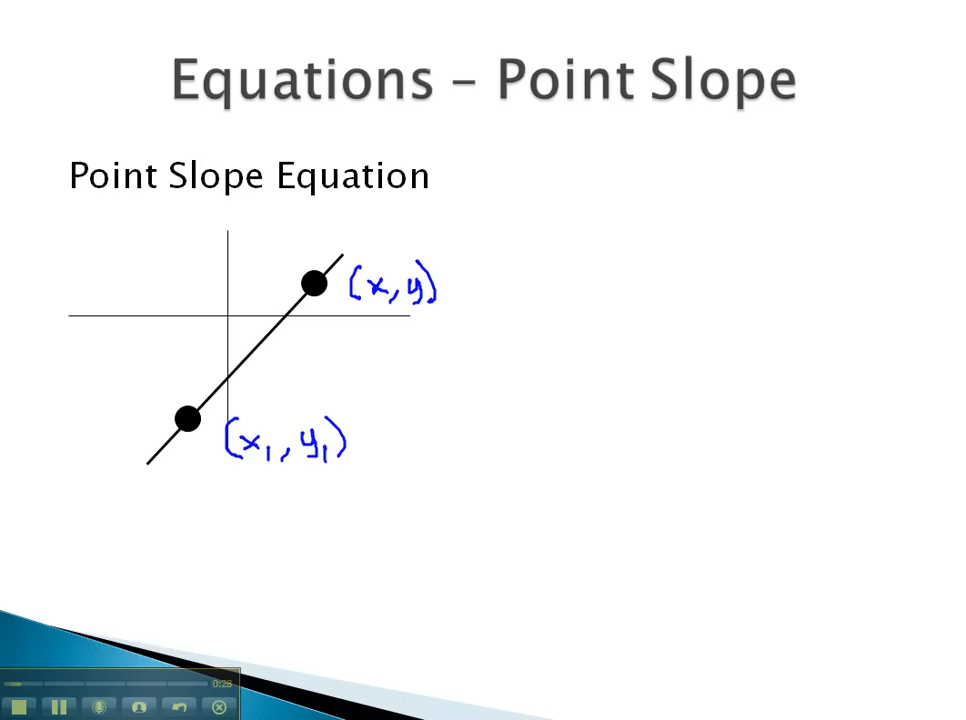 Equations – Point Slope
Point Slope Equation
(x, y)
(x₁, y₁)
0:28